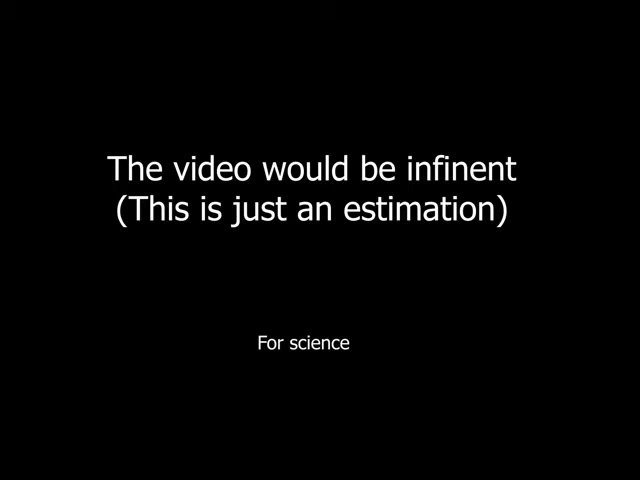 The video would be infinent
(This is just an estimation)
For science